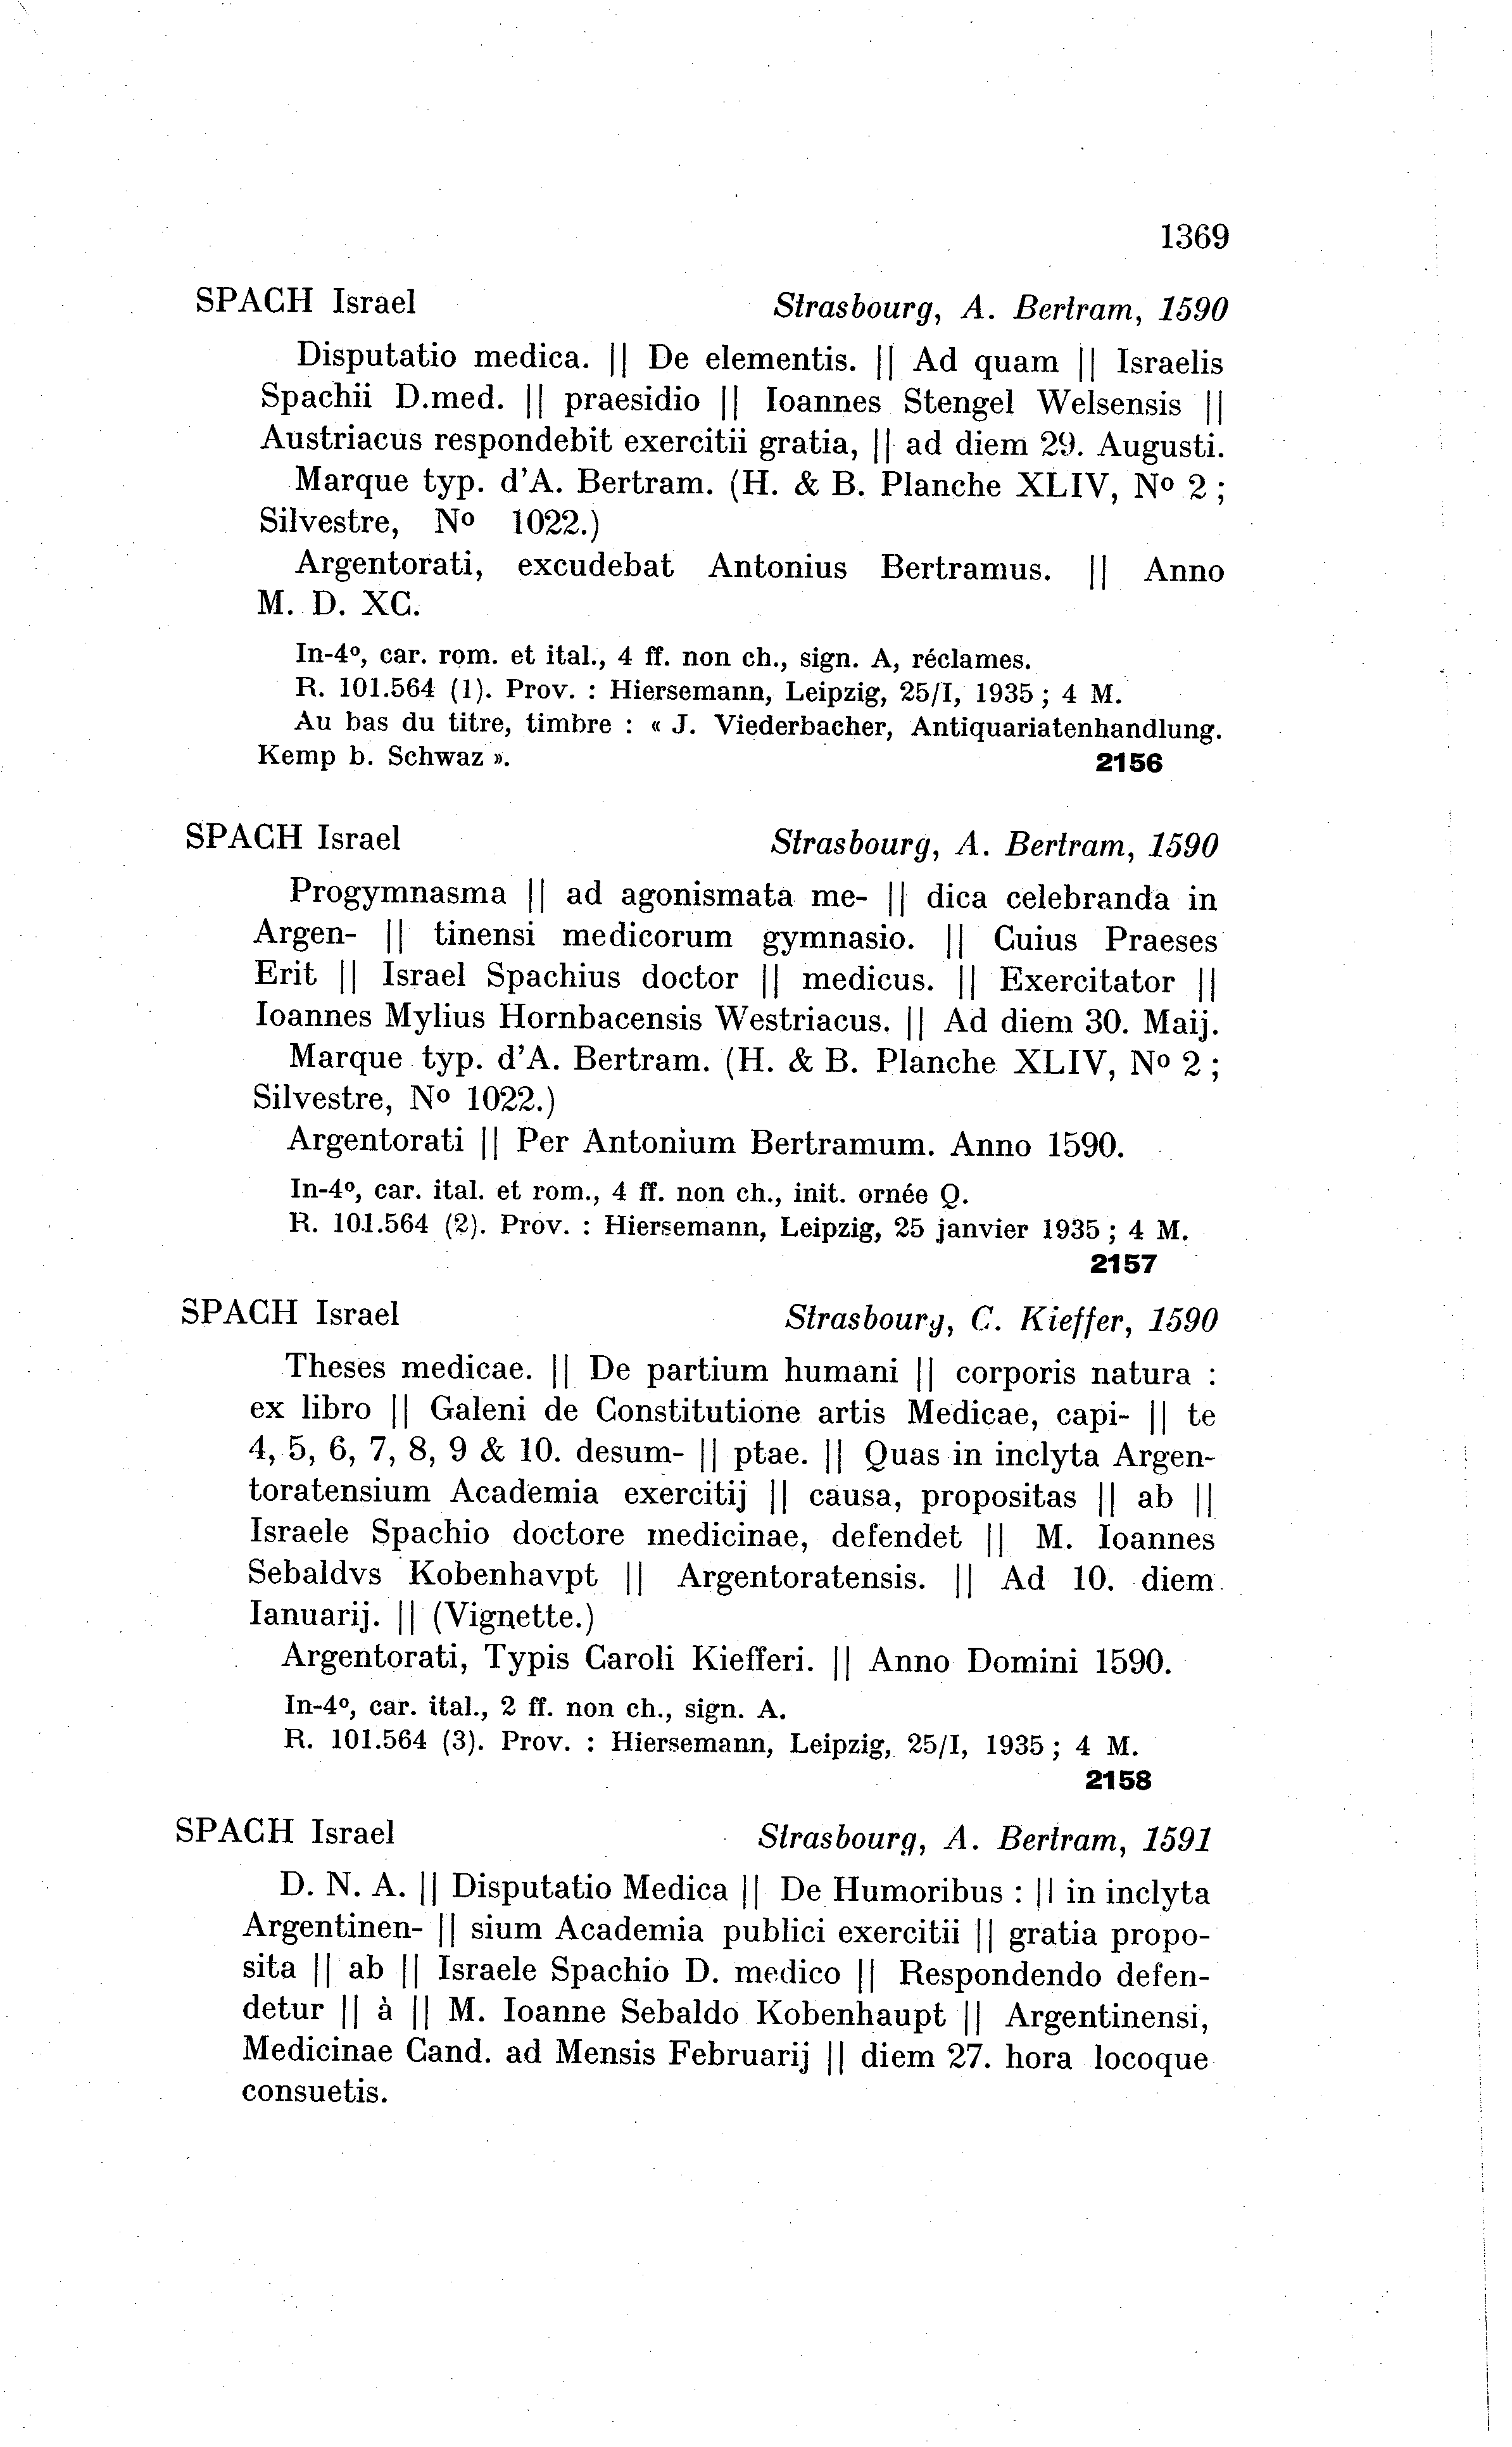 1369
SPACH Israel Strasbourg, A. Bertram, 1590
Disputatio medica. || De elementis. || Ad quam || Israelis
Spachii D.med. || praesidio || Ioannes Stengel Welsensis ||
Austriacus respondebit exercitii gratia, || ad diem 29. Augusti.
Marque typ. d'A. Bertram. (H. & B. Planche XLIV, Nº 2 ;
Silvestre, Nº 1022.)
Argentorati, excudebat Antonius Bertramus. || Anno
M. D. XC.
In-4º, car. rom. et ital., 4 ff. non ch., sign. A, réclames.
R. 101.564 (1). Prov. : Hiersemann, Leipzig, 25/I, 1935 ; 4 M.
Au bas du titre, timbre : « J. Viederbacher, Antiquariatenhandlung.
Kemp b. Schwaz ». 2156
SPACH Israel Strasbourg, A. Bertram, 1590
Progymnasma || ad agonismata me- || dica celebranda in
Argen- || tinensi medicorum gymnasio. || Cuius Praeses
Erit || Israel Spachius doctor || medicus. || Exercitator ||
Ioannes Mylius Hornbacensis Westriacus. || Ad diem 30. Maij.
Marque typ. d'A. Bertram. (H. & B. Planche XLIV, Nº 2 ;
Silvestre, Nº 1022.)
Argentorati || Per Antonium Bertramum. Anno 1590.
In-4º, car. ital. et rom., 4 ff. non ch., init. ornée Q.
R. 101.564 (2). Prov. : Hiersemann, Leipzig, 25 janvier 1935 ; 4 M.
2157
SPACH Israel Strasbourg, C. Kieffer, 1590
Theses medicae. || De partium humani || corporis natura :
ex libro || Galeni de Constitutione artis Medicae, capi- || te
4, 5, 6, 7, 8, 9 & 10. desum- || ptae. || Quas in inclyta Argen-
toratensium Academia exercitij || causa, propositas || ab ||
Israele Spachio doctore medicinae, defendet || M. Ioannes
Sebaldvs Kobenhavpt || Argentoratensis. || Ad 10. diem
Ianuarij. || (Vignette.)
Argentorati, Typis Caroli Kiefferi. || Anno Domini 1590.
In-4º, car. ital., 2 ff. non ch., sign. A.
R. 101.564 (3). Prov. : Hiersemann, Leipzig, 25/I, 1935 ; 4 M.
2158
SPACH Israel Strasbourg, A. Bertram, 1591
D. N. A. || Disputatio Medica || De Humoribus : || in inclyta
Argentinen- || sium Academia publici exercitii || gratia propo-
sita || ab || Israele Spachio D. medico || Respondendo defen-
detur || à || M. Ioanne Sebaldo Kobenhaupt || Argentinensi,
Medicinae Cand. ad Mensis Februarij || diem 27. hora locoque
consuetis.